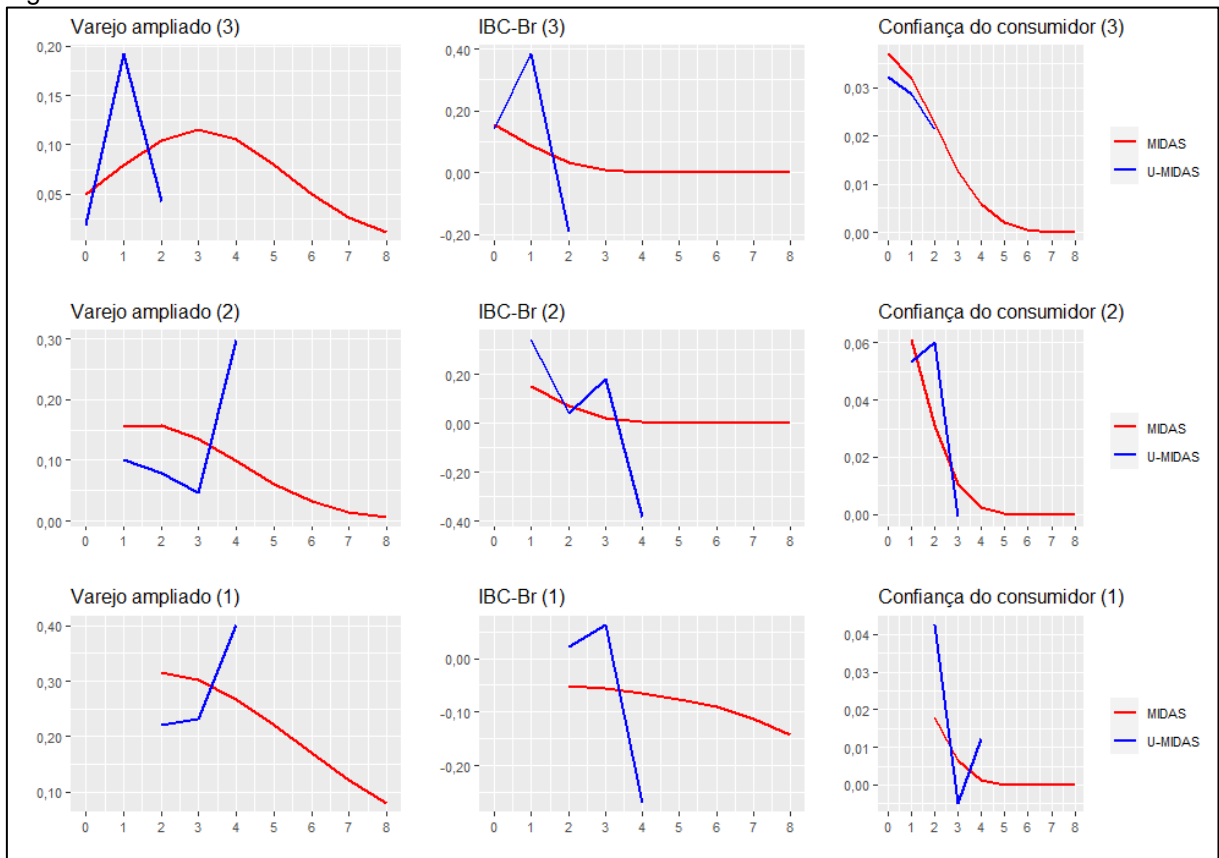 Varejo ampliado (3)
0,20
0,15
0,10
0,05
0 1 2 3 4 5 6 7 8
IBC-Br (3)
0,40
0,20
0,00
-0,20
0 1 2 3 4 5 6 7 8
Confiança do consumidor (3)
0,03
0,02
0,01
0,00
0 1 2 3 4 5 6 7 8
MIDAS
U-MIDAS
Varejo ampliado (2)
0,30
0,20
0,10
0,00
0 1 2 3 4 5 6 7 8
IBC-Br (2)
0,20
0,00
-0,20
-0,40
0 1 2 3 4 5 6 7 8
Confiança do consumidor (2)
0,06
0,04
0,02
0,00
0 1 2 3 4 5 6 7 8
MIDAS
U-MIDAS
Varejo ampliado (1)
0,40
0,30
0,20
0,10
0 1 2 3 4 5 6 7 8
IBC-Br (1)
0,00
-0,10
-0,20
0 1 2 3 4 5 6 7 8
Confiança do consumidor (1)
0,04
0,03
0,02
0,01
0,00
0 1 2 3 4 5 6 7 8
MIDAS
U-MIDAS